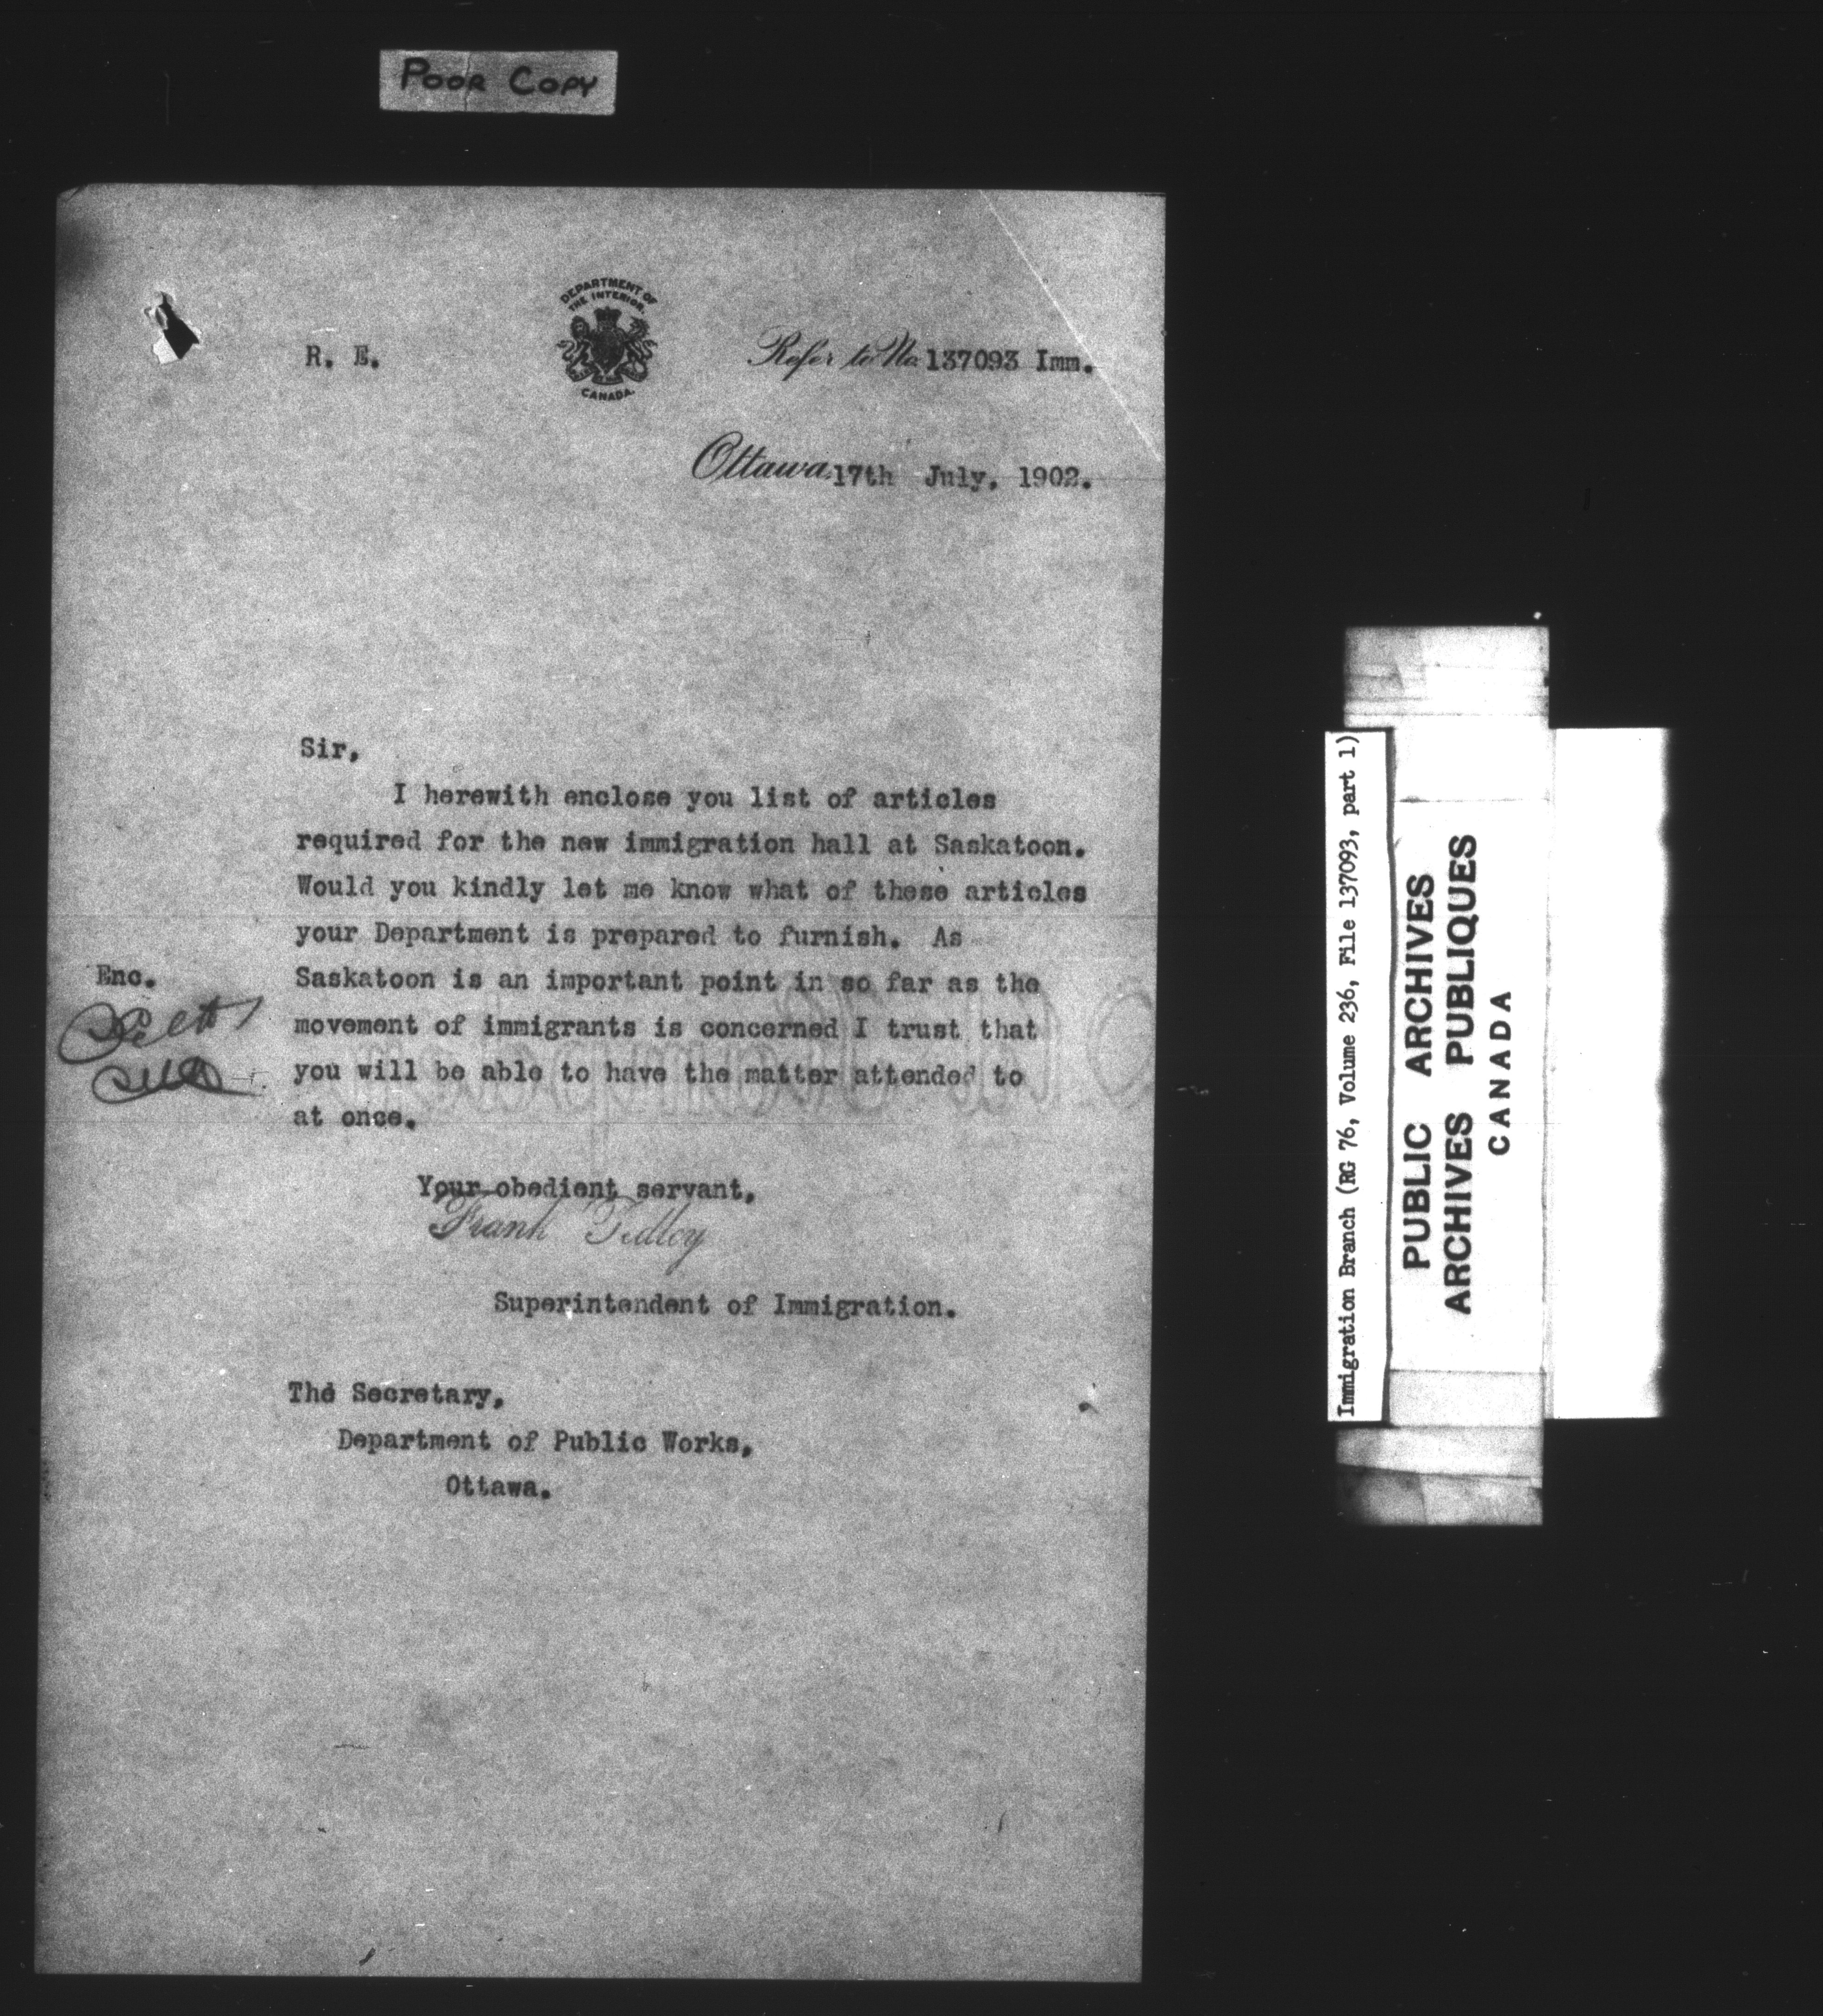 POOR COPY
DEPARTMENT OF
THE INTERIOR.
CANADA.
R. E.
Refer to No. 137093 Imm.
Ottawa, 17th July, 1902.
Sir,
I herewith enclose you list of articles
required for the new immigration hall at Saskatoon.
Would you kindly let me know what of these articles
your Department is prepared to furnish. As
Enc.
Saskatoon is an important point in so far as the
movement of immigrants is concerned I trust that
you will be able to have the matter attended to
at once.
Your obedient servant,
Frank Pedley
Superintendent of Immigration.
The Secretary,
Department of Public Works,
Ottawa.
Immigration Branch (RG 76, Volume 236, File 137093, part 1)
PUBLIC ARCHIVES
ARCHIVES PUBLIQUES
CANADA